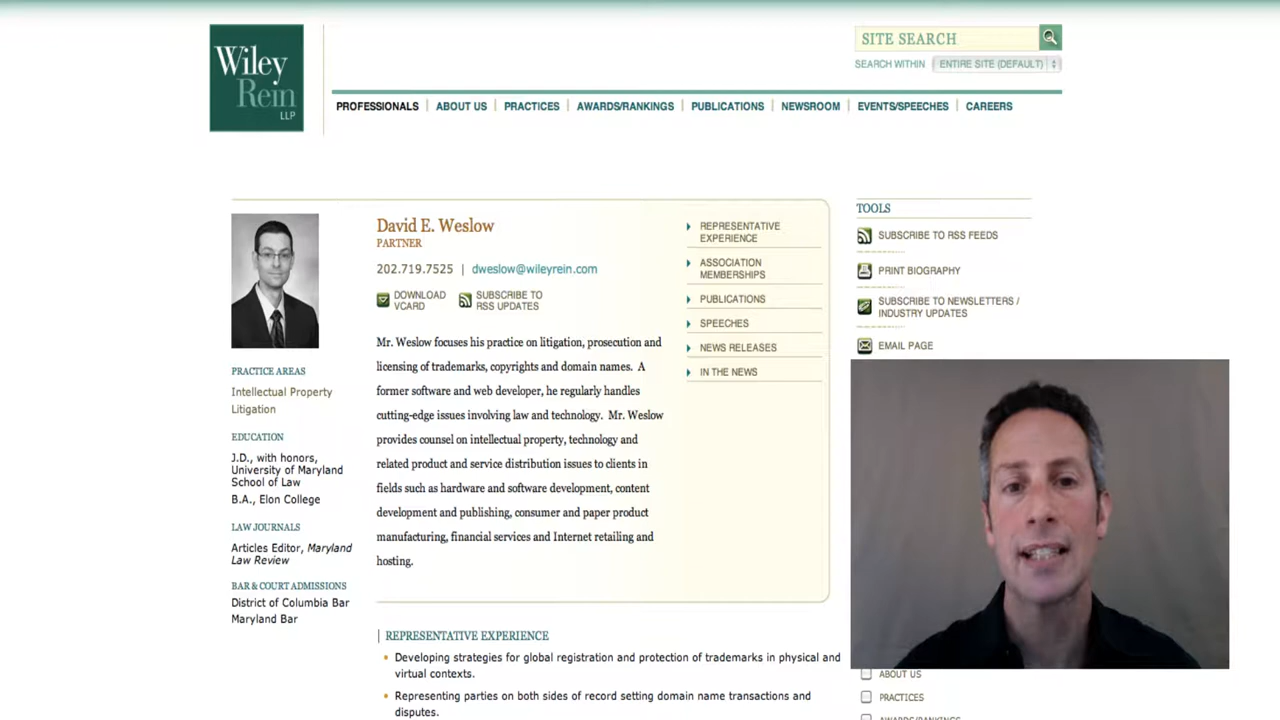 Wiley
Rein
LLP
SITE SEARCH
SEARCH WITHIN ENTIRE SITE (DEFAULT)
PROFESSIONALS ABOUT US PRACTICES AWARDS/RANKINGS PUBLICATIONS NEWSROOM EVENTS/SPEECHES CAREERS
PRACTICE AREAS
Intellectual Property
Litigation
EDUCATION
J.D., with honors,
University of Maryland
School of Law
B.A., Elon College
LAW JOURNALS
Articles Editor, Maryland
Law Review
BAR & COURT ADMISSIONS
District of Columbia Bar
Maryland Bar
David E. Weslow
PARTNER
202.719.7525 | dweslow@wileyrein.com
DOWNLOAD
VCARD
SUBSCRIBE TO
RSS UPDATES
Mr. Weslow focuses his practice on litigation, prosecution and
licensing of trademarks, copyrights and domain names. A
former software and web developer, he regularly handles
cutting-edge issues involving law and technology. Mr. Weslow
provides counsel on intellectual property, technology and
related product and service distribution issues to clients in
fields such as hardware and software development, content
development and publishing, consumer and paper product
manufacturing, financial services and Internet retailing and
hosting.
REPRESENTATIVE
EXPERIENCE
ASSOCIATION
MEMBERSHIPS
PUBLICATIONS
SPEECHES
NEWS RELEASES
IN THE NEWS
REPRESENTATIVE EXPERIENCE
Developing strategies for global registration and protection of trademarks in physical and
virtual contexts.
Representing parties on both sides of record setting domain name transactions and
disputes.
TOOLS
SUBSCRIBE TO RSS FEEDS
PRINT BIOGRAPHY
SUBSCRIBE TO NEWSLETTERS /
INDUSTRY UPDATES
EMAIL PAGE
ABOUT US
PRACTICES
AWARDS/RANKINGS